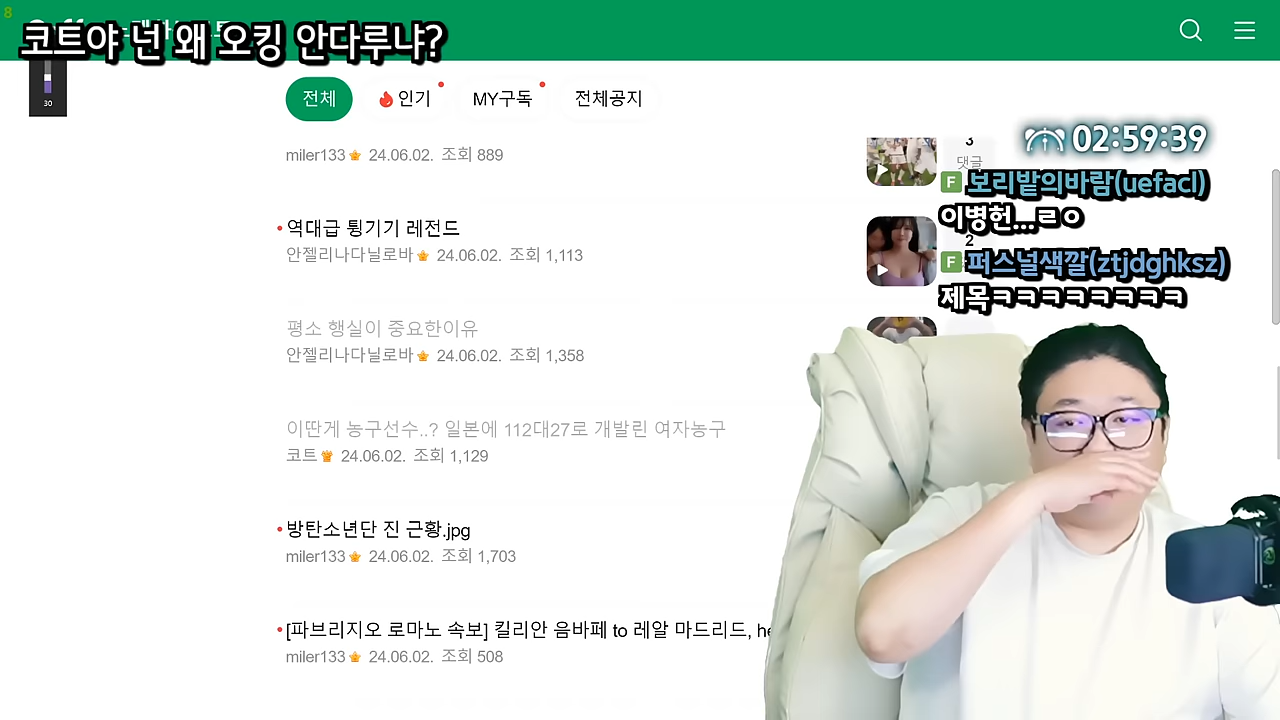 8
코트야 넌 왜 오킹 안다루냐?
30
전체
인기
MY구독
전체공지
miler133 24.06.02. 조회 889
3
댓글
02:59:39
F 보리밭의바람(uefacl)
이병헌...ㄹㅇ
역대급 튕기기 레전드
안젤리나다닐로바 24.06.02. 조회 1,113
2
F 퍼스널색깔(ztjdghksz)
제목ㅋㅋㅋㅋㅋㅋㅋㅋ
평소 행실이 중요한이유
안젤리나다닐로바 24.06.02. 조회 1,358
이딴게 농구선수..? 일본에 112대27로 개발린 여자농구
코트 24.06.02. 조회 1,129
방탄소년단 진 근황.jpg
miler133 24.06.02. 조회 1,703
[파브리지오 로마노 속보] 킬리안 음바페 to 레알 마드리드, he
miler133 24.06.02. 조회 508